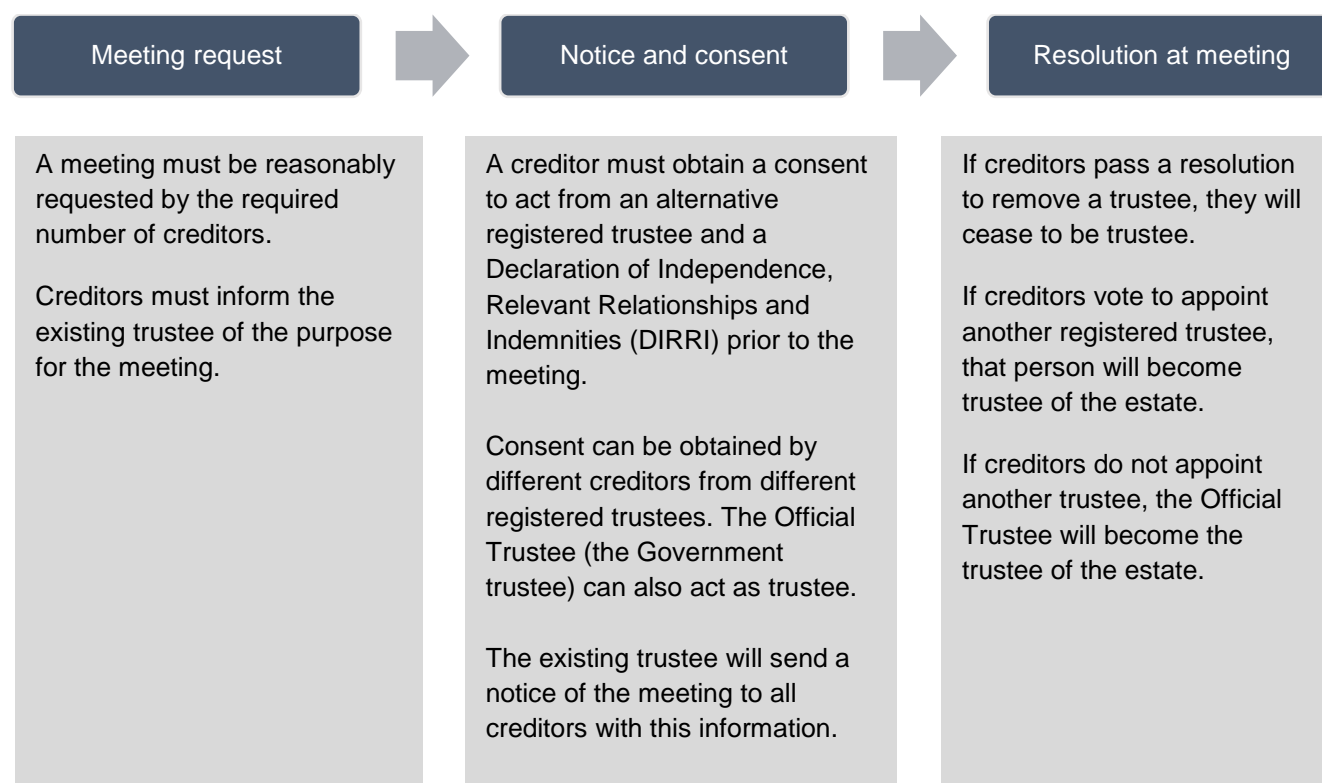 Meeting request
Notice and consent
Resolution at meeting
A meeting must be reasonably
requested by the required
number of creditors.
Creditors must inform the
existing trustee of the purpose
for the meeting.
A creditor must obtain a consent
to act from an alternative
registered trustee and a
Declaration of Independence,
Relevant Relationships and
Indemnities (DIRRI) prior to the
meeting.
Consent can be obtained by
different creditors from different
registered trustees. The Official
Trustee (the Government
trustee) can also act as trustee.
The existing trustee will send a
notice of the meeting to all
creditors with this information.
If creditors pass a resolution
to remove a trustee, they will
cease to be trustee.
If creditors vote to appoint
another registered trustee,
that person will become
trustee of the estate.
If creditors do not appoint
another trustee, the Official
Trustee will become the
trustee of the estate.